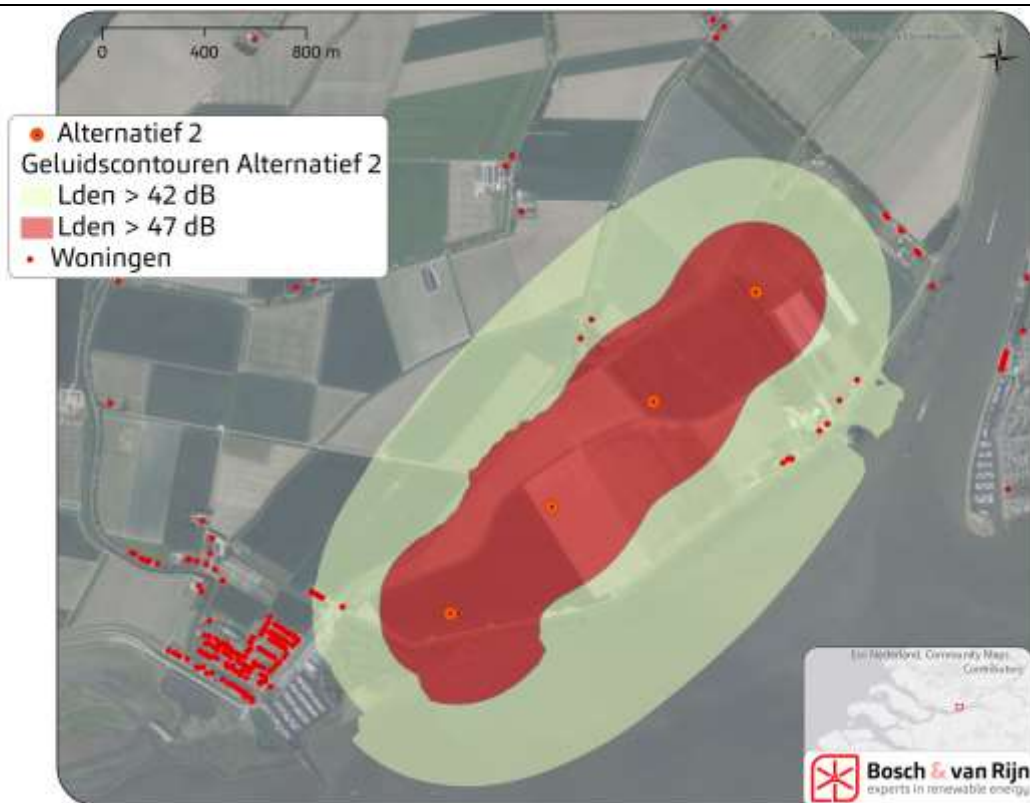 0 400 800 m
N
Alternatief 2
Geluidscontouren Alternatief 2
Lden > 42 dB
Lden > 47 dB
Woningen
Esri Nederland, Community Maps
Contributors
Bosch & van Rijn
experts in renewable energy